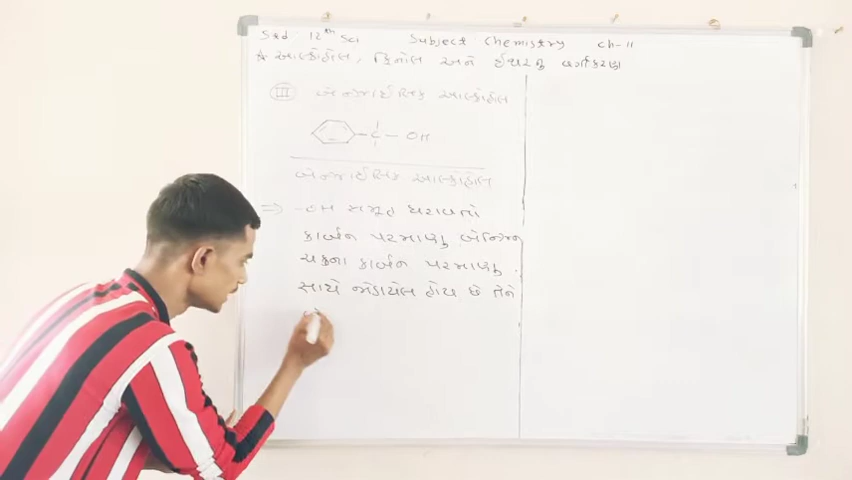 Std 12th Sci Subject Chemistry ch-11
* આલ્કોહોલ, ફિનોલ અને ઈથરનુ વર્ગીકરણ
III બેન્ઝાઈલિક આલ્કોહોલ
C — OH
બેન્ઝાઈલિક આલ્કોહોલ
⇒ -OH સમૂહ ધરાવતો
કાર્બન પરમાણુ બેન્ઝિન
ચક્રના કાર્બન પરમાણુ
સાથે જોડાયેલ હોય છે તેને